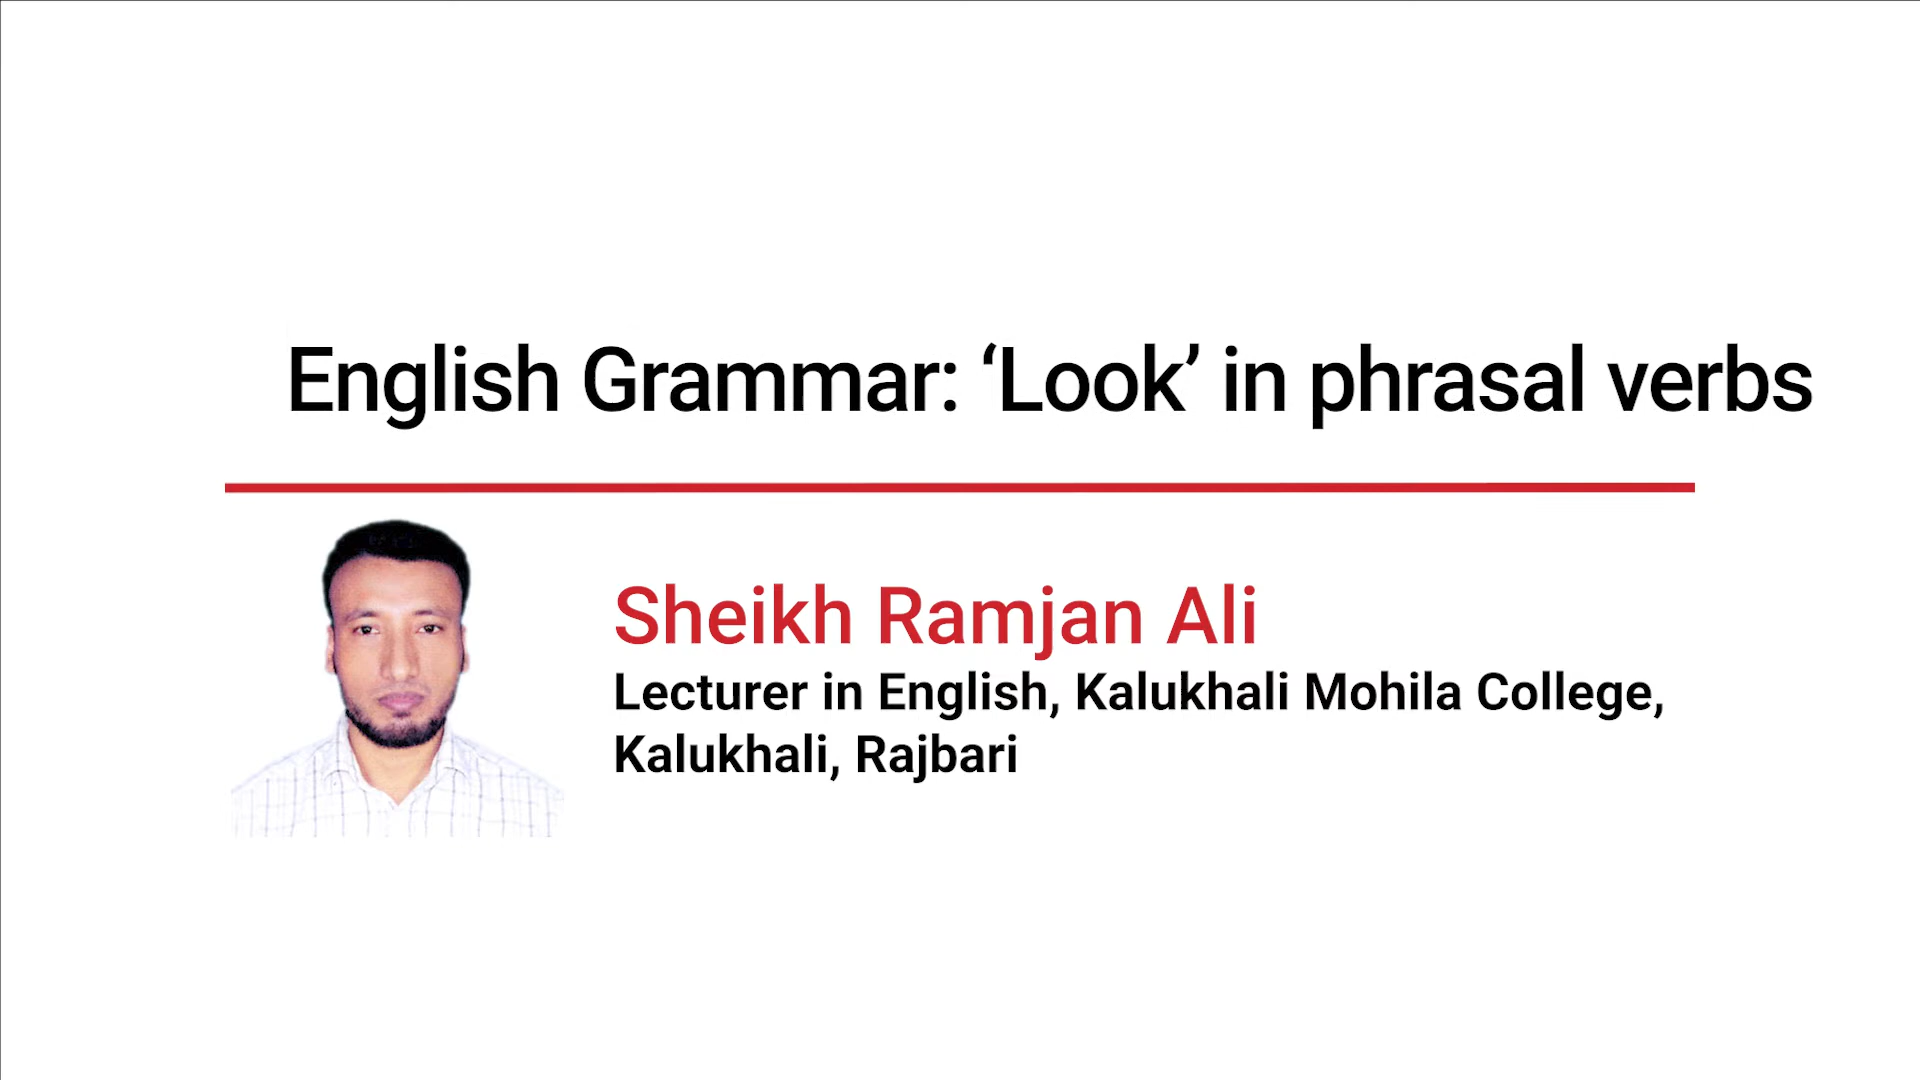 English Grammar: ‘Look’ in phrasal verbs
Sheikh Ramjan Ali
Lecturer in English, Kalukhali Mohila College,
Kalukhali, Rajbari